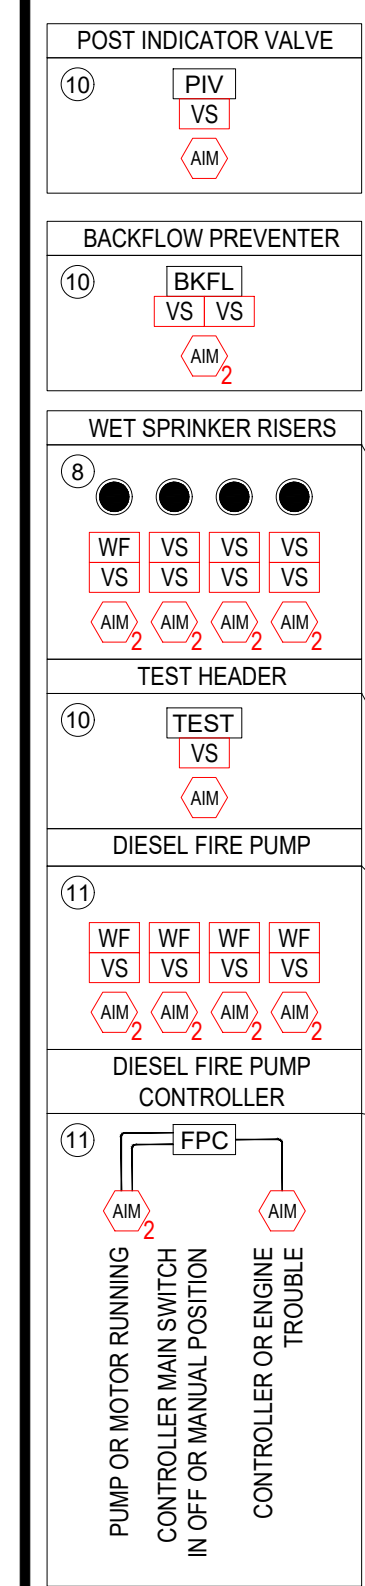 POST INDICATOR VALVE
10
PIV
VS
AIM
BACKFLOW PREVENTER
10
BKFL
VS VS
AIM 2
WET SPRINKER RISERS
8
WF VS VS VS
VS VS VS VS
AIM 2 AIM 2 AIM 2 AIM 2
TEST HEADER
10
TEST
VS
AIM
DIESEL FIRE PUMP
11
WF WF WF WF
VS VS VS VS
AIM 2 AIM 2 AIM 2 AIM 2
DIESEL FIRE PUMP
CONTROLLER
11
FPC
AIM 2 AIM
PUMP OR MOTOR RUNNING
CONTROLLER MAIN SWITCH
IN OFF OR MANUAL POSITION
CONTROLLER OR ENGINE
TROUBLE